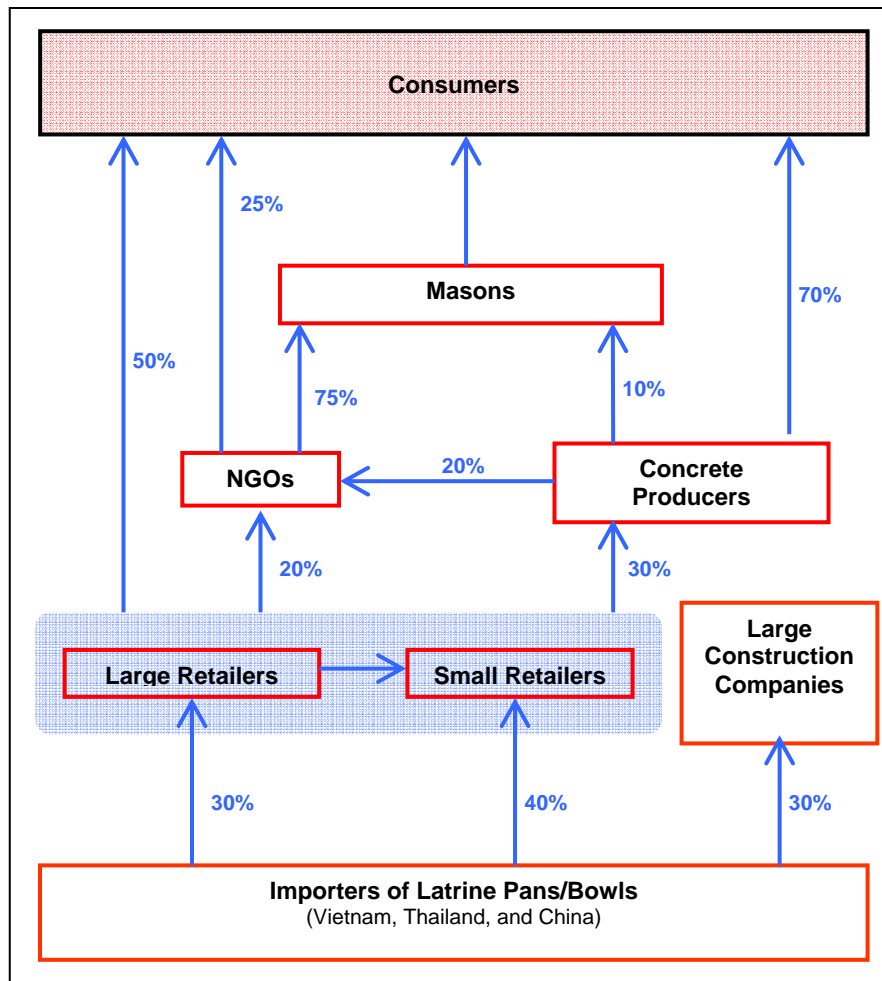 Consumers
25%
Masons
70%
50%
75%
10%
NGOs
20%
Concrete
Producers
20%
30%
Large
Construction
Companies
Large Retailers
Small Retailers
30%
40%
30%
Importers of Latrine Pans/Bowls
(Vietnam, Thailand, and China)